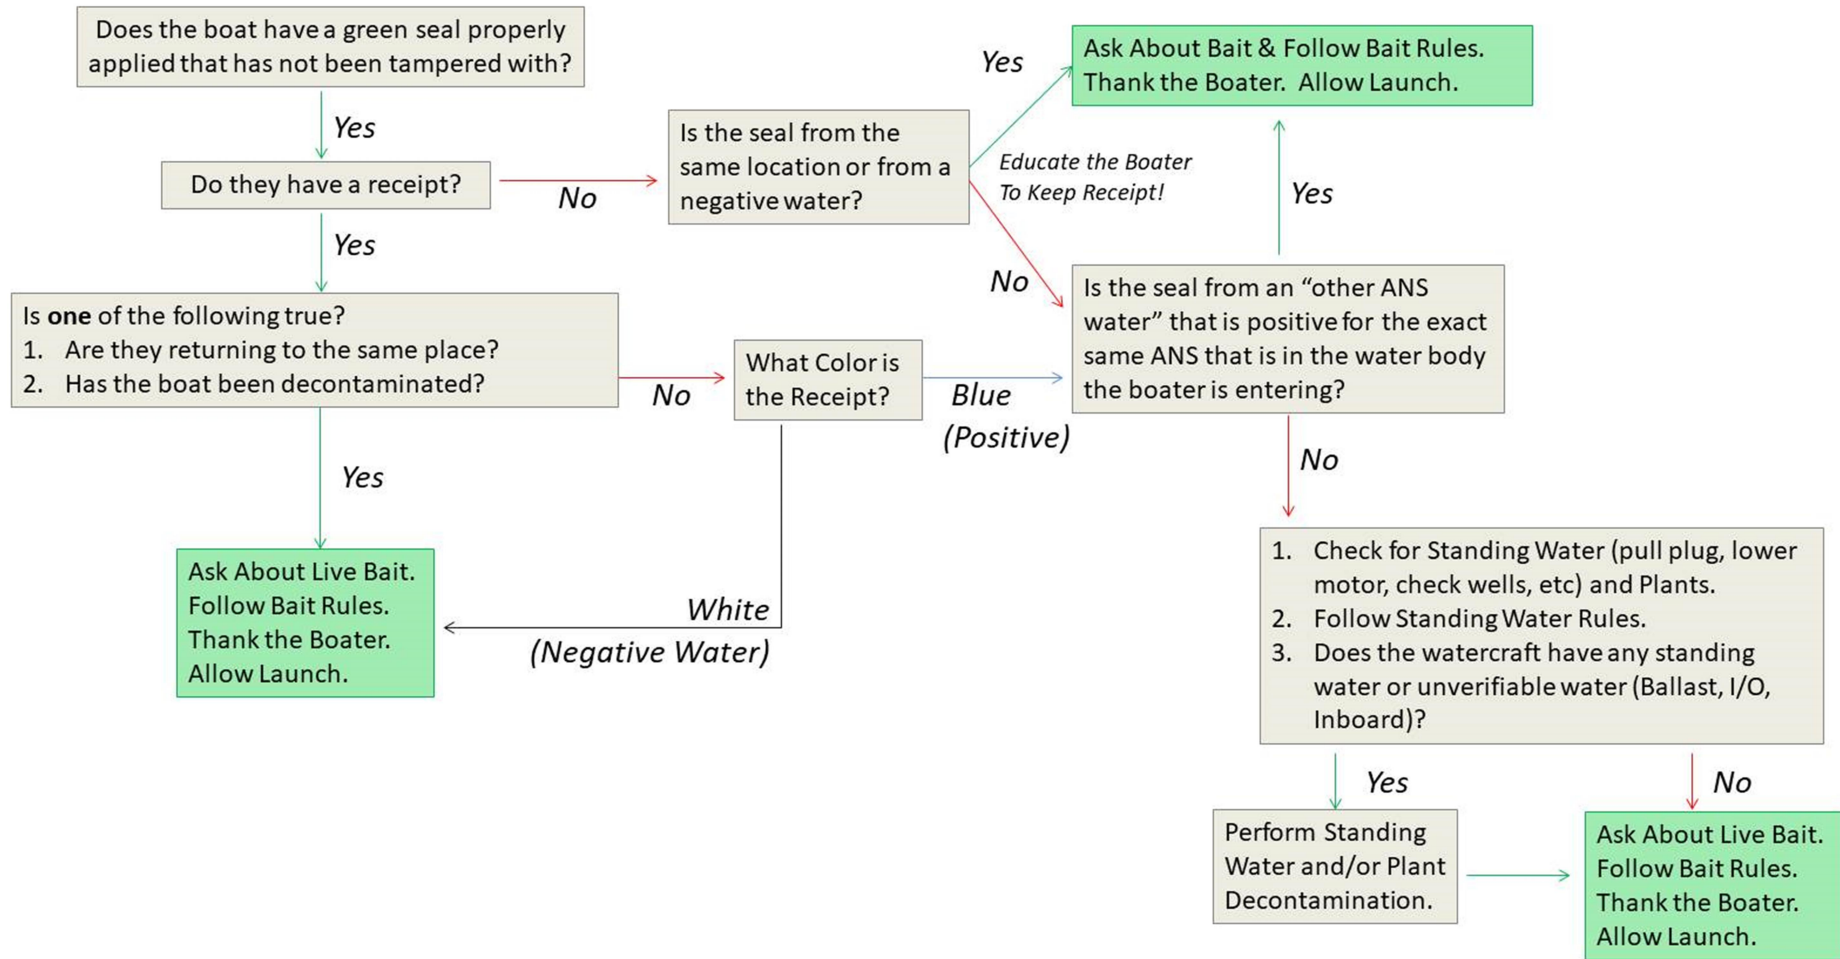 Does the boat have a green seal properly
applied that has not been tampered with?
Yes
Do they have a receipt?
No
Is the seal from the
same location or from a
negative water?
Yes
Ask About Bait & Follow Bait Rules.
Thank the Boater.  Allow Launch.
Educate the Boater
To Keep Receipt!
Yes
No
Yes
Is one of the following true?
1. Are they returning to the same place?
2. Has the boat been decontaminated?
No
What Color is
the Receipt?
Blue
(Positive)
Is the seal from an “other ANS
water” that is positive for the exact
same ANS that is in the water body
the boater is entering?
No
Yes
White
(Negative Water)
Ask About Live Bait.
Follow Bait Rules.
Thank the Boater.
Allow Launch.
1. Check for Standing Water (pull plug, lower
motor, check wells, etc) and Plants.
2. Follow Standing Water Rules.
3. Does the watercraft have any standing
water or unverifiable water (Ballast, I/O,
Inboard)?
Yes
No
Perform Standing
Water and/or Plant
Decontamination.
Ask About Live Bait.
Follow Bait Rules.
Thank the Boater.
Allow Launch.